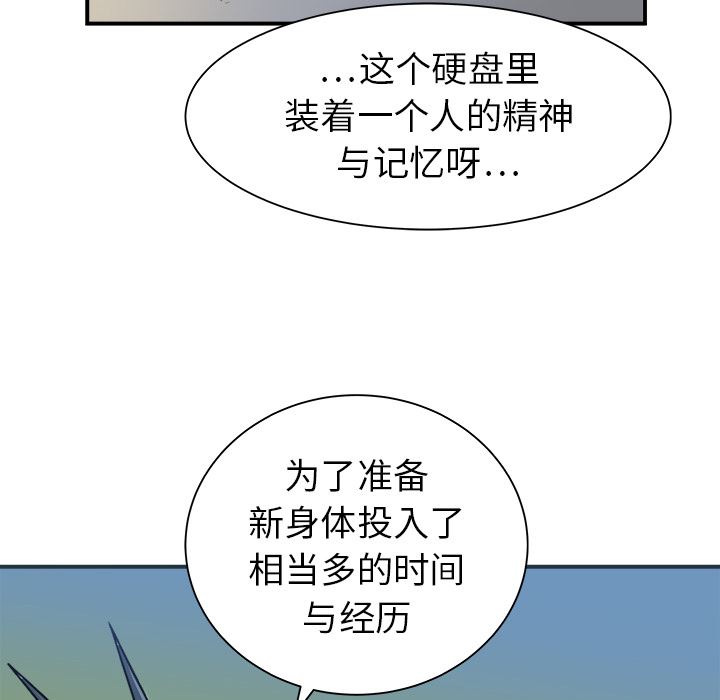 ...这个硬盘里
装着一个人的精神
与记忆呀...
为了准备
新身体投入了
相当多的时间
与经历